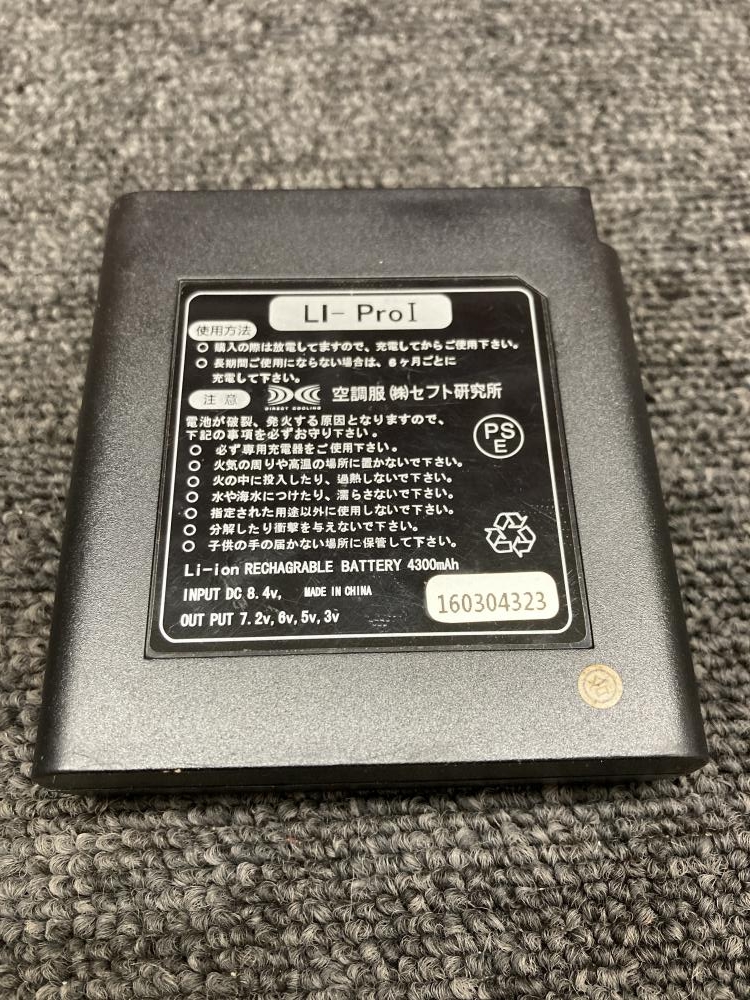 LI- ProI
使用方法
○ 購入の際は放電してますので、充電してからご使用下さい。
○ 長期間ご使用にならない場合は、6ヶ月ごとに
充電して下さい。
注意 DIRECT COOLING 空調服 ㈱セフト研究所
電池が破裂、発火する原因となりますので、
下記の事項を必ずお守り下さい。
○ 必ず専用充電器をご使用下さい。
○ 火気の周りや高温の場所に置かないで下さい。
○ 火の中に投入したり、過熱しないで下さい。
○ 水や海水につけたり、濡らさないで下さい。
○ 指定された用途以外に使用しないで下さい。
○ 分解したり衝撃を与えないで下さい。
○ 子供の手の届かない場所に保管して下さい。
PS
E
Li-ion RECHAGRABLE BATTERY 4300mAh
INPUT DC 8.4v, MADE IN CHINA
OUT PUT 7.2v, 6v, 5v, 3v
160304323